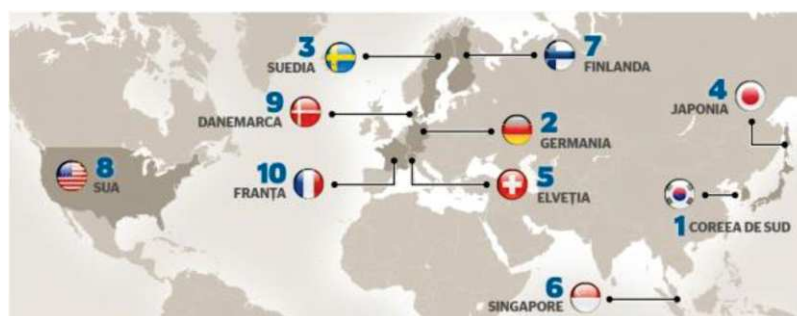 3
SUEDIA
7
FINLANDA
4
JAPONIA
9
DANEMARCA
2
GERMANIA
8
SUA
10
FRANȚA
5
ELVEȚIA
1 COREEA DE SUD
6
SINGAPORE